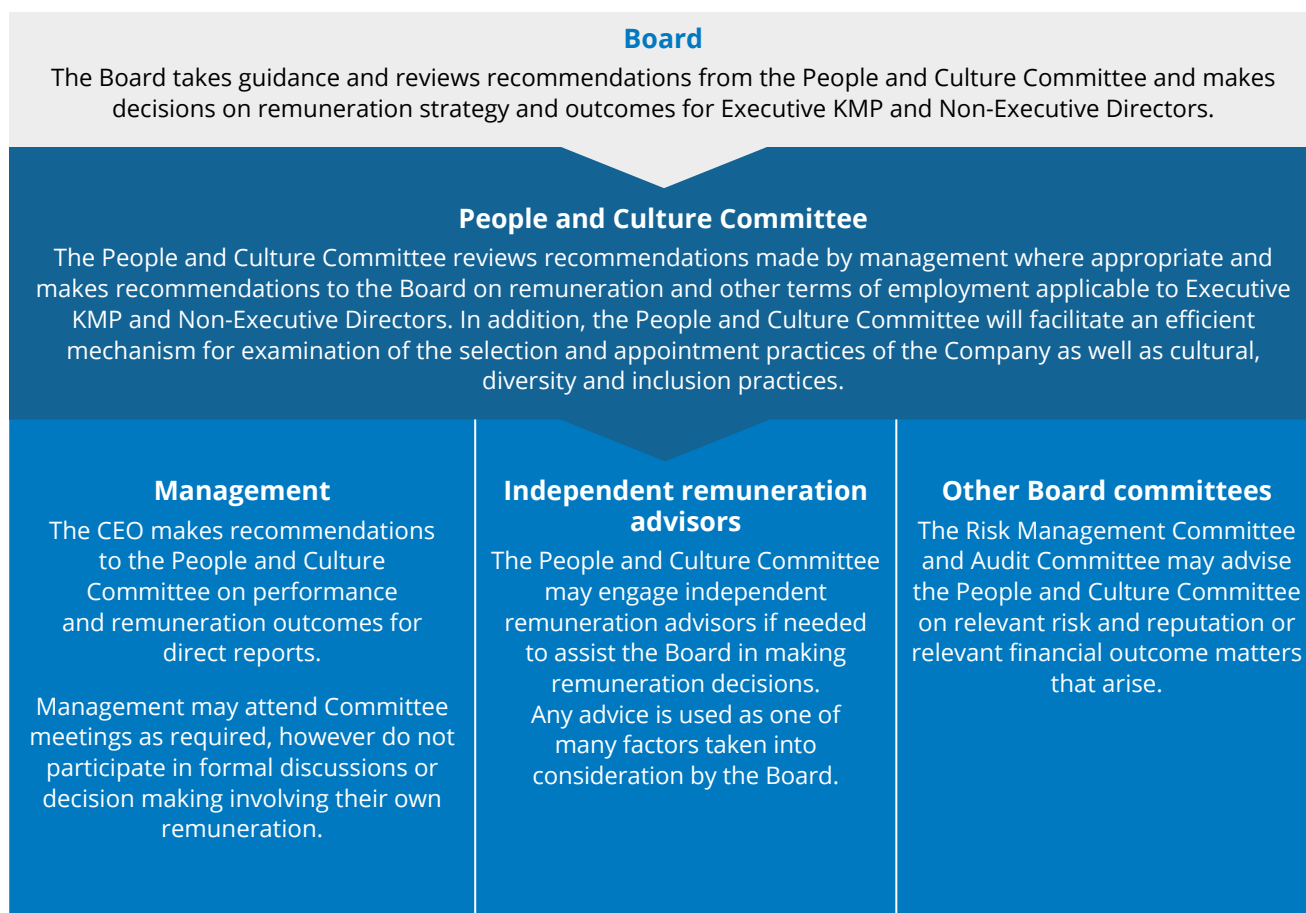 Board
The Board takes guidance and reviews recommendations from the People and Culture Committee and makes
decisions on remuneration strategy and outcomes for Executive KMP and Non-Executive Directors.
People and Culture Committee
The People and Culture Committee reviews recommendations made by management where appropriate and
makes recommendations to the Board on remuneration and other terms of employment applicable to Executive
KMP and Non-Executive Directors. In addition, the People and Culture Committee will facilitate an efficient
mechanism for examination of the selection and appointment practices of the Company as well as cultural,
diversity and inclusion practices.
Management
The CEO makes recommendations
to the People and Culture
Committee on performance
and remuneration outcomes for
direct reports.
Management may attend Committee
meetings as required, however do not
participate in formal discussions or
decision making involving their own
remuneration.
Independent remuneration
advisors
The People and Culture Committee
may engage independent
remuneration advisors if needed
to assist the Board in making
remuneration decisions.
Any advice is used as one of
many factors taken into
consideration by the Board.
Other Board committees
The Risk Management Committee
and Audit Committee may advise
the People and Culture Committee
on relevant risk and reputation or
relevant financial outcome matters
that arise.